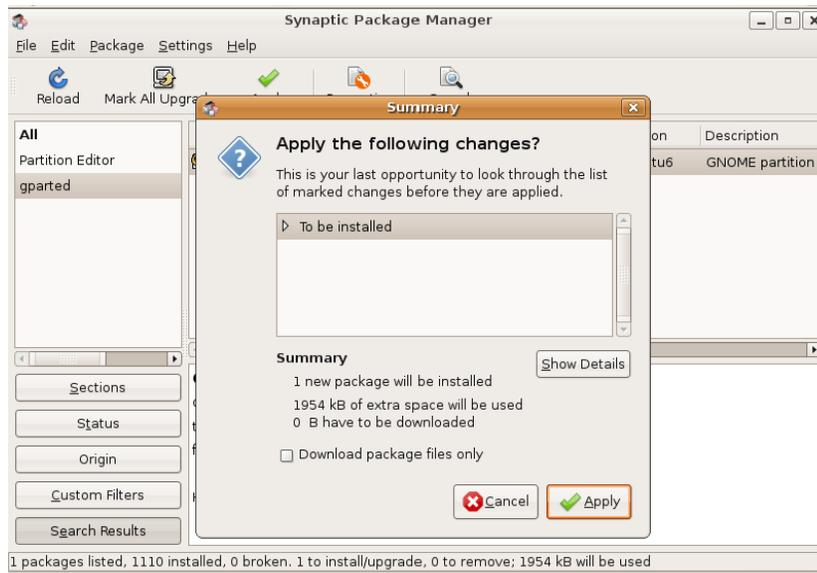 Synaptic Package Manager
File Edit Package Settings Help
Reload Mark All Upgra
Summary
All
Partition Editor
gparted
on Description
tu6 GNOME partition
Apply the following changes?
This is your last opportunity to look through the list
of marked changes before they are applied.
To be installed
Summary
Show Details
1 new package will be installed
1954 kB of extra space will be used
0 B have to be downloaded
Download package files only
Cancel Apply
Sections
Status
Origin
Custom Filters
Search Results
1 packages listed, 1110 installed, 0 broken. 1 to install/upgrade, 0 to remove; 1954 kB will be used